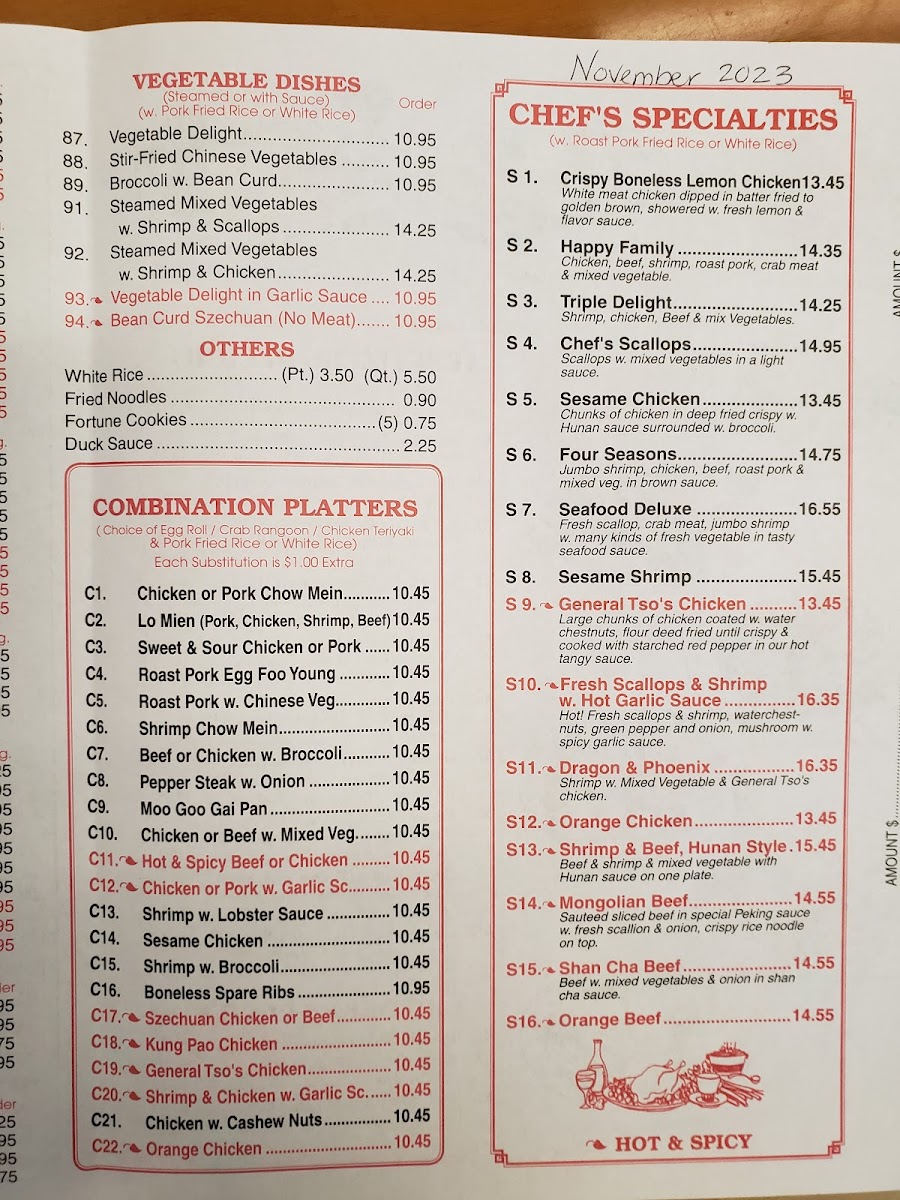 November 2023
VEGETABLE DISHES
(Steamed or with Sauce)
(w. Pork Fried Rice or White Rice)
Order
87. Vegetable Delight.............................. 10.95
88. Stir-Fried Chinese Vegetables .......... 10.95
89. Broccoli w. Bean Curd....................... 10.95
91. Steamed Mixed Vegetables
w. Shrimp & Scallops ...................... 14.25
92. Steamed Mixed Vegetables
w. Shrimp & Chicken....................... 14.25
93. Vegetable Delight in Garlic Sauce .... 10.95
94. Bean Curd Szechuan (No Meat)....... 10.95
OTHERS
White Rice .......................... (Pt.) 3.50 (Qt.) 5.50
Fried Noodles ............................................. 0.90
Fortune Cookies ....................................(5) 0.75
Duck Sauce ............................................... 2.25
COMBINATION PLATTERS
(Choice of Egg Roll / Crab Rangoon / Chicken Teriyaki
& Pork Fried Rice or White Rice)
Each Substitution is $1.00 Extra
C1. Chicken or Pork Chow Mein...........10.45
C2. Lo Mien (Pork, Chicken, Shrimp, Beef)10.45
C3. Sweet & Sour Chicken or Pork ......10.45
C4. Roast Pork Egg Foo Young ............10.45
C5. Roast Pork w. Chinese Veg.............10.45
C6. Shrimp Chow Mein..........................10.45
C7. Beef or Chicken w. Broccoli............10.45
C8. Pepper Steak w. Onion ...................10.45
C9. Moo Goo Gai Pan ............................10.45
C10. Chicken or Beef w. Mixed Veg........10.45
C11. Hot & Spicy Beef or Chicken .........10.45
C12. Chicken or Pork w. Garlic Sc..........10.45
C13. Shrimp w. Lobster Sauce ...............10.45
C14. Sesame Chicken .............................10.45
C15. Shrimp w. Broccoli..........................10.45
C16. Boneless Spare Ribs ......................10.95
C17. Szechuan Chicken or Beef.............10.45
C18. Kung Pao Chicken ..........................10.45
C19. General Tso's Chicken....................10.45
C20. Shrimp & Chicken w. Garlic Sc......10.45
C21. Chicken w. Cashew Nuts................10.45
C22. Orange Chicken ..............................10.45
CHEF'S SPECIALTIES
(w. Roast Pork Fried Rice or White Rice)
S 1. Crispy Boneless Lemon Chicken13.45
White meat chicken dipped in batter fried to
golden brown, showered w. fresh lemon &
flavor sauce.
S 2. Happy Family ..........................14.35
Chicken, beef, shrimp, roast pork, crab meat
& mixed vegetable.
S 3. Triple Delight...........................14.25
Shrimp, chicken, Beef & mix Vegetables.
S 4. Chef's Scallops.......................14.95
Scallops w. mixed vegetables in a light
sauce.
S 5. Sesame Chicken.....................13.45
Chunks of chicken in deep fried crispy w.
Hunan sauce surrounded w. broccoli.
S 6. Four Seasons..........................14.75
Jumbo shrimp, chicken, beef, roast pork &
mixed veg. in brown sauce.
S 7. Seafood Deluxe ......................16.55
Fresh scallop, crab meat, jumbo shrimp
w. many kinds of fresh vegetable in tasty
seafood sauce.
S 8. Sesame Shrimp ......................15.45
S 9. General Tso's Chicken ..........13.45
Large chunks of chicken coated w. water
chestnuts, flour deed fried until crispy &
cooked with starched red pepper in our hot
tangy sauce.
S10. Fresh Scallops & Shrimp
w. Hot Garlic Sauce ...............16.35
Hot! Fresh scallops & shrimp, waterchest-
nuts, green pepper and onion, mushroom w.
spicy garlic sauce.
S11. Dragon & Phoenix .................16.35
Shrimp w. Mixed Vegetable & General Tso's
chicken.
S12. Orange Chicken......................13.45
S13. Shrimp & Beef, Hunan Style.15.45
Beef & shrimp & mixed vegetable with
Hunan sauce on one plate.
S14. Mongolian Beef.......................14.55
Sauteed sliced beef in special Peking sauce
w. fresh scallion & onion, crispy rice noodle
on top.
S15. Shan Cha Beef........................14.55
Beef w. mixed vegetables & onion in shan
cha sauce.
S16. Orange Beef............................14.55
HOT & SPICY
AMOUNT $
AMOUNT $